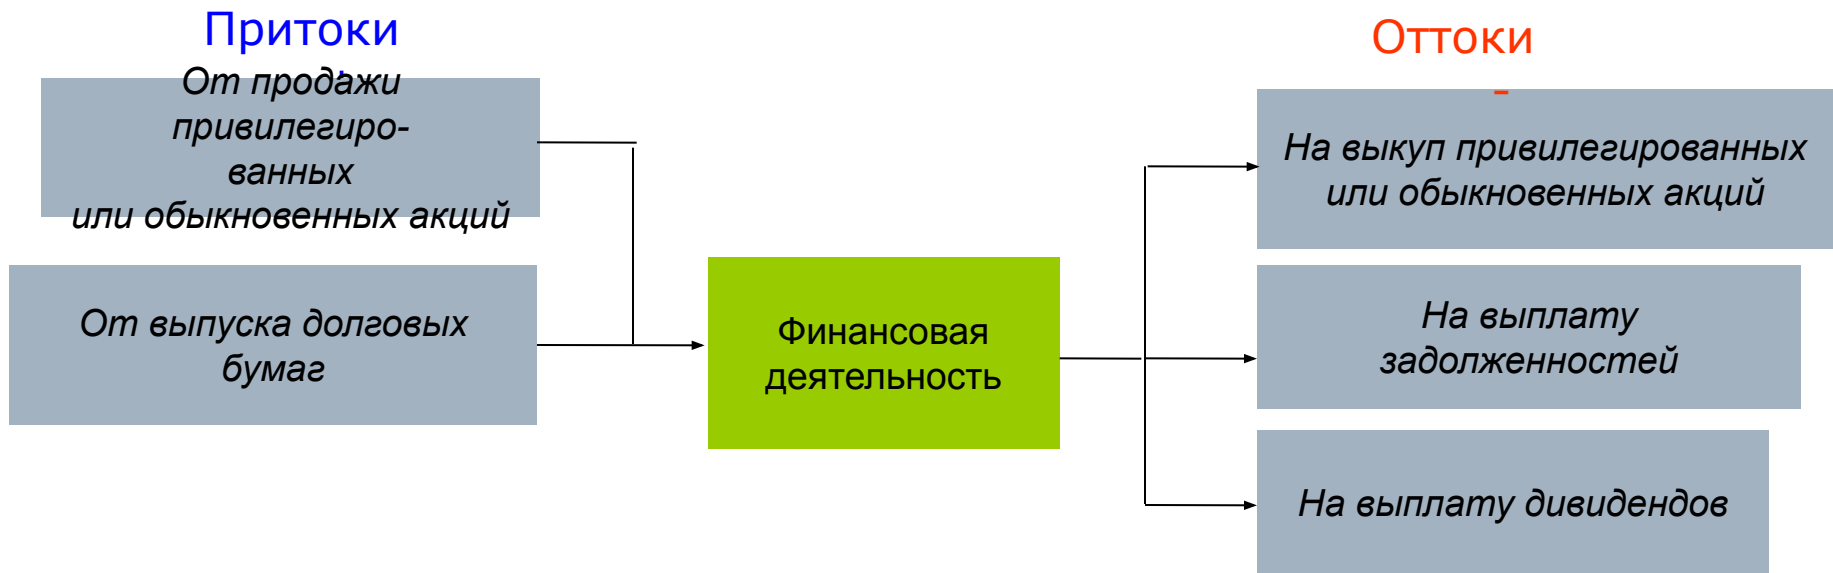 Притоки
От продажи
привилегиро-
ванных
или обыкновенных акций
От выпуска долговых
бумаг
Финансовая
деятельность
Оттоки
-
На выкуп привилегированных
или обыкновенных акций
На выплату
задолженностей
На выплату дивидендов